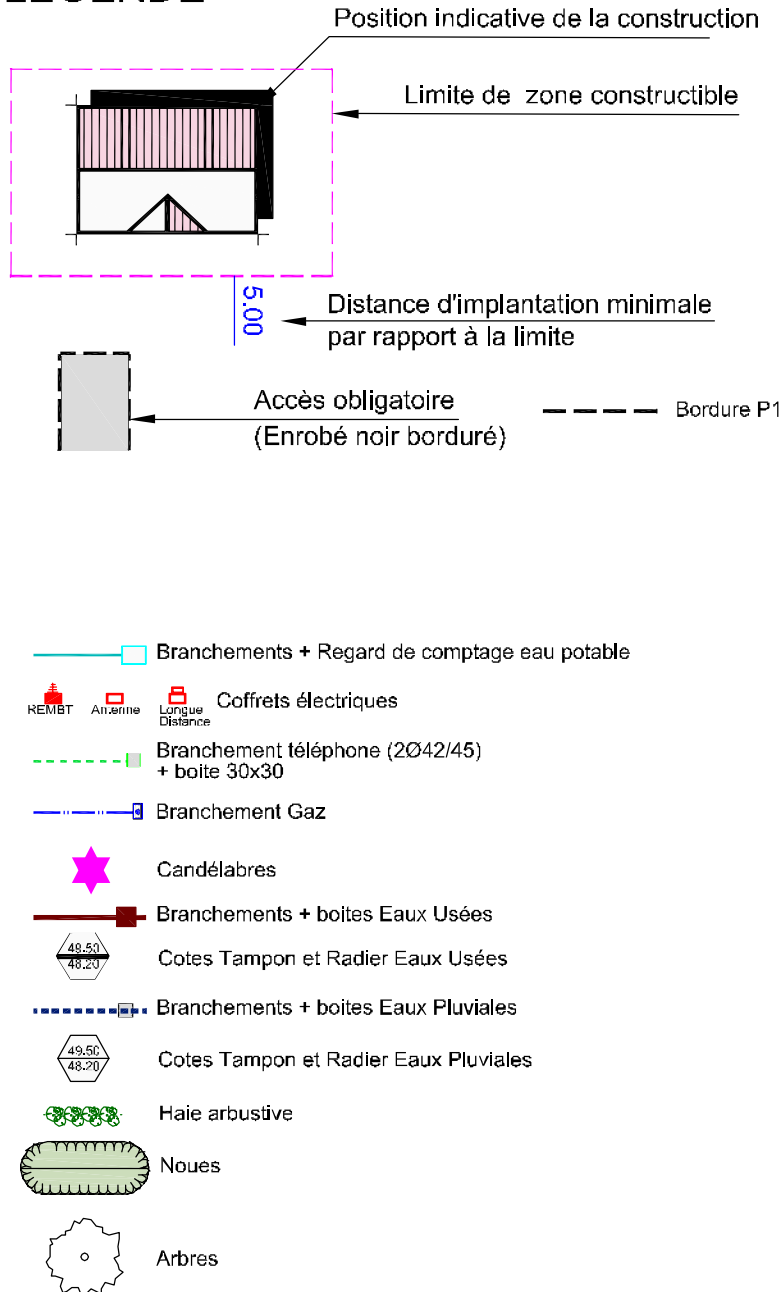 LEGENDE
Position indicative de la construction
Limite de zone constructible
5.00
Distance d'implantation minimale
par rapport à la limite
Accès obligatoire
(Enrobé noir borduré)
Bordure P1
Branchements + Regard de comptage eau potable
REMBT
Antenne
Longue
Distance
Coffrets électriques
Branchement téléphone (2Ø42/45)
+ boite 30x30
Branchement Gaz
Candélabres
Branchements + boites Eaux Usées
49.50
48.20
Cotes Tampon et Radier Eaux Usées
Branchements + boites Eaux Pluviales
49.50
48.20
Cotes Tampon et Radier Eaux Pluviales
Haie arbustive
Noues
Arbres